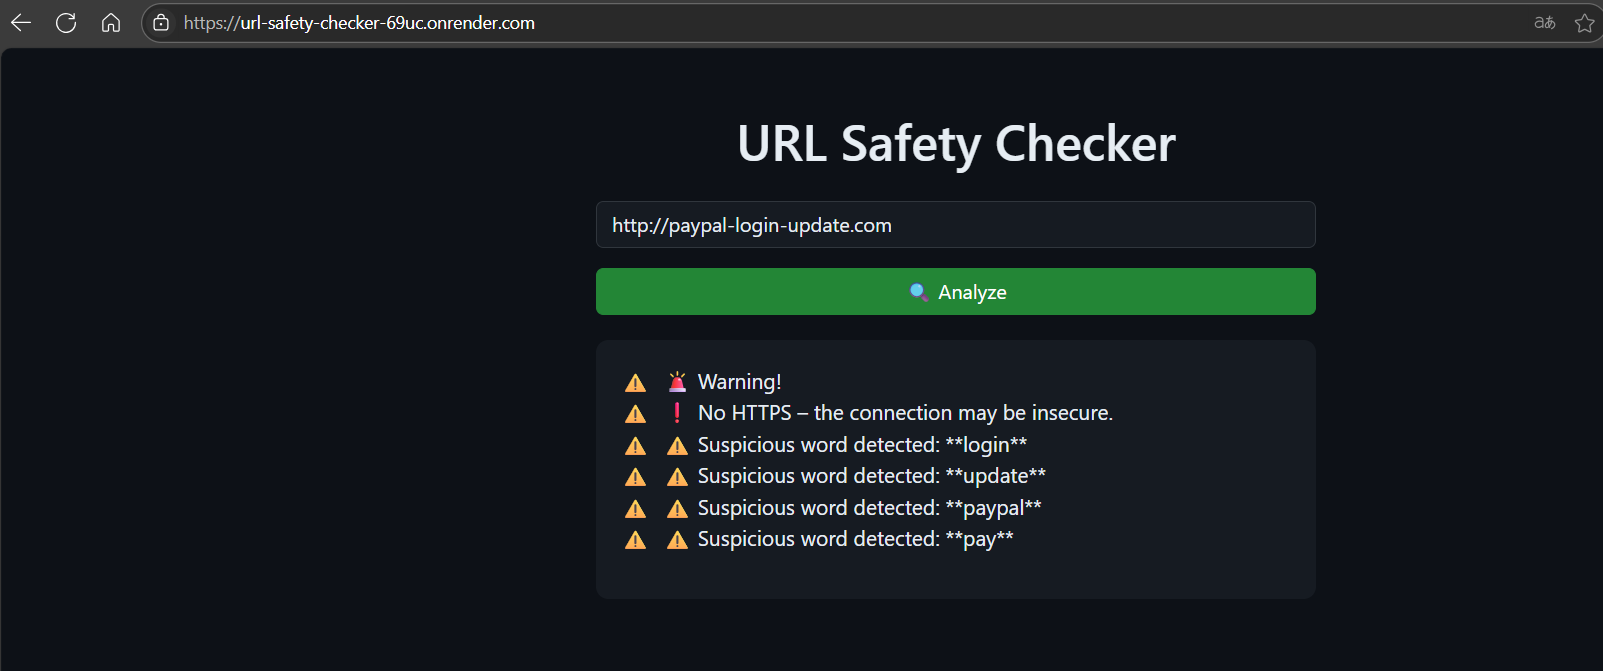 https://url-safety-checker-69uc.onrender.com
aあ
URL Safety Checker
http://paypal-login-update.com
🔍 Analyze
⚠️ 🚨 Warning!
⚠️ ❗ No HTTPS – the connection may be insecure.
⚠️ ⚠️ Suspicious word detected: **login**
⚠️ ⚠️ Suspicious word detected: **update**
⚠️ ⚠️ Suspicious word detected: **paypal**
⚠️ ⚠️ Suspicious word detected: **pay**